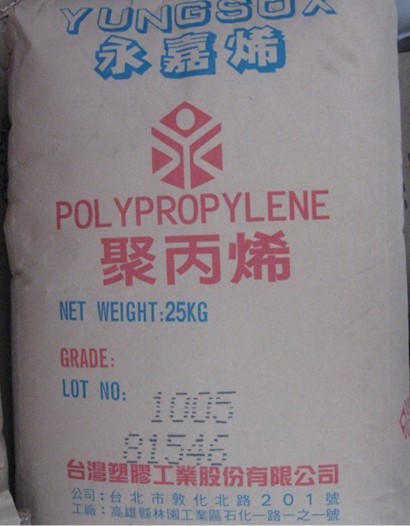 YUNGSOX
永嘉烯
POLYPROPYLENE
聚丙烯
NET WEIGHT:25KG
GRADE: 1005
LOT NO: 81546
台灣塑膠工業股份有限公司
公司：台北市敦化北路201號
工廠：高雄縣林園工業區石化一路一之一號